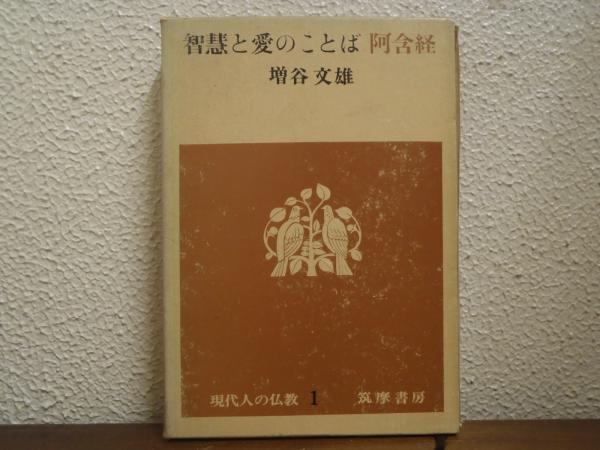 智慧と愛のことば 阿含経
増谷文雄
現代人の仏教 1 筑摩書房